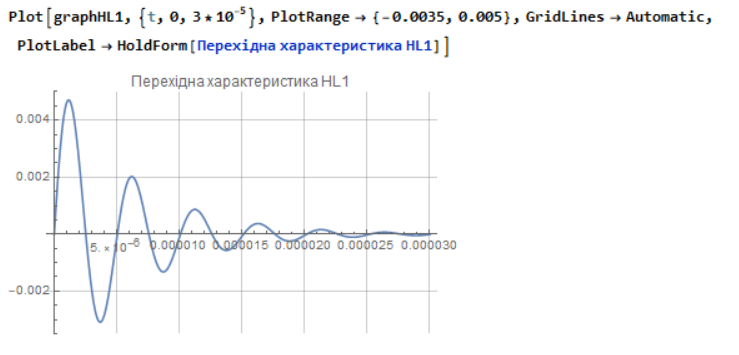 Plot[graphHL1, {t, 0, 3*10^-5}, PlotRange → {-0.0035, 0.005}, GridLines → Automatic,
PlotLabel → HoldForm[Перехідна характеристика HL1]]
Перехідна характеристика HL1
0.004
0.002
5.×10^-6 0.000010 0.000015 0.000020 0.000025 0.000030
-0.002